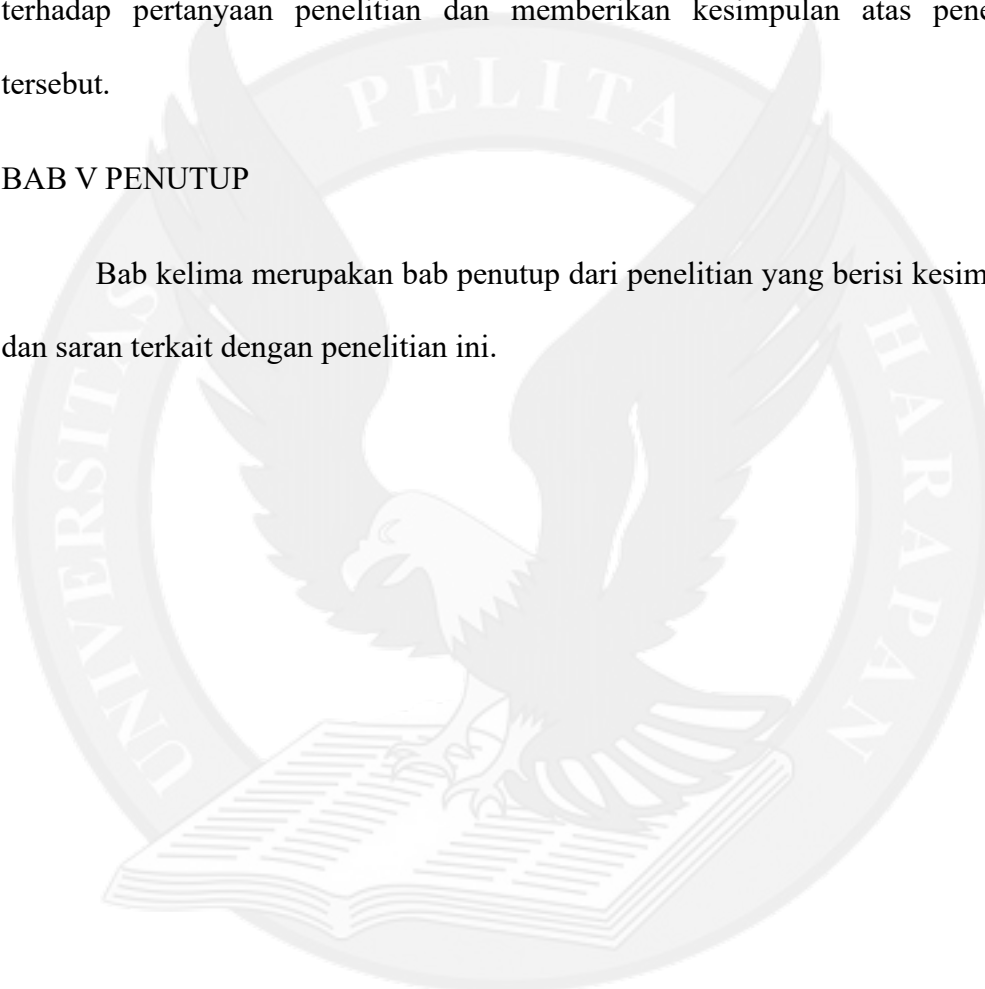 terhadap pertanyaan penelitian dan memberikan kesimpulan atas pene
tersebut.
BAB V PENUTUP
Bab kelima merupakan bab penutup dari penelitian yang berisi kesim
dan saran terkait dengan penelitian ini.
UNIVERSITAS PELITA HARAPAN